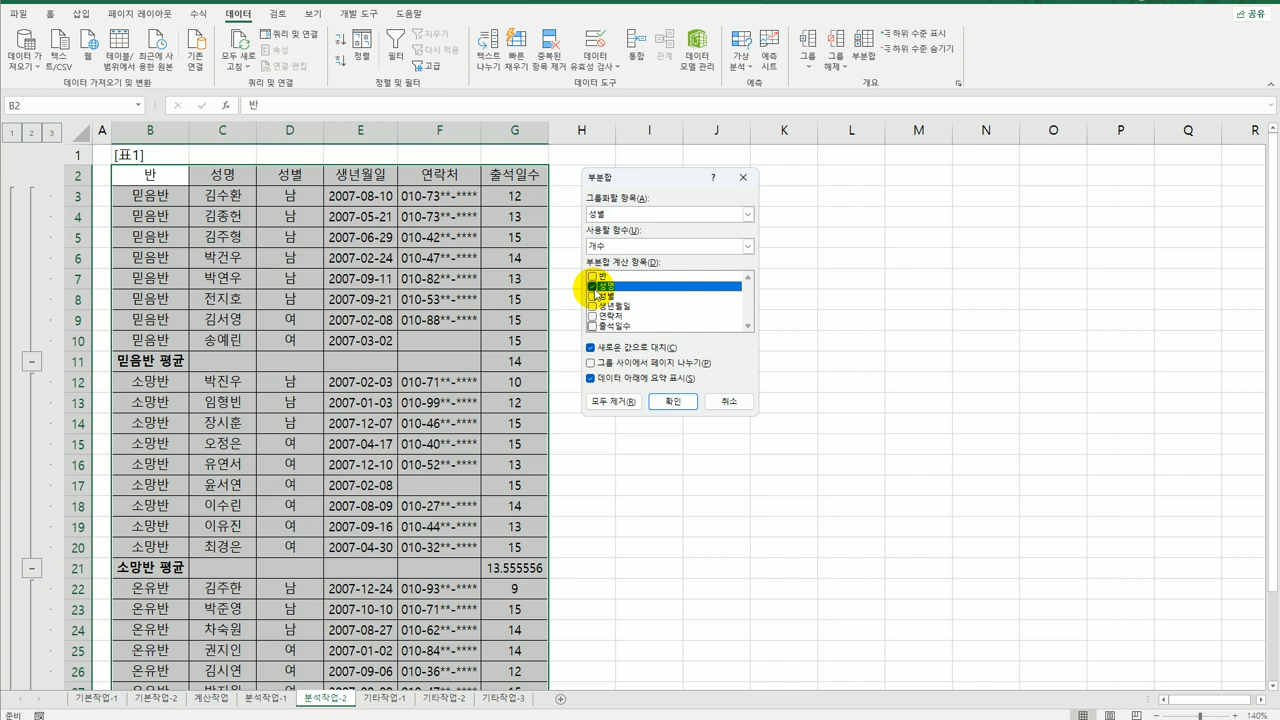 파일 홈 삽입 페이지 레이아웃 수식 데이터 검토 보기 개발 도구 도움말 공유
데이터 가져오기 텍스트/CSV 웹 테이블/범위에서 최근에 사용한 원본 기존 연결 모두 새로 고침 쿼리 및 연결 속성 연결 편집 정렬 필터 지우기 다시 적용 고급 텍스트 나누기 빠른 채우기 중복된 항목 제거 데이터 유효성 검사 통합 관계 데이터 모델 관리 가상 분석 예측 시트 그룹 그룹 해제 부분합 하위 수준 표시 하위 수준 숨기기
데이터 가져오기 및 변환 쿼리 및 연결 정렬 및 필터 데이터 도구 예측 개요
B2 fx 반
1 2 3 A B C D E F G H I J K L M N O P Q R
1 [표1]
2 반 성명 성별 생년월일 연락처 출석일수
3 믿음반 김수환 남 2007-08-10 010-73**-**** 12
4 믿음반 김종헌 남 2007-05-21 010-73**-**** 13
5 믿음반 김주형 남 2007-06-29 010-42**-**** 15
6 믿음반 박건우 남 2007-02-24 010-47**-**** 14
7 믿음반 박연우 남 2007-09-11 010-82**-**** 13
8 믿음반 전지호 남 2007-09-21 010-53**-**** 15
9 믿음반 김서영 여 2007-02-08 010-88**-**** 15
10 믿음반 송예린 여 2007-03-02 15
11 믿음반 평균 14
12 소망반 박진우 남 2007-02-03 010-71**-**** 10
13 소망반 임형빈 남 2007-01-03 010-99**-**** 12
14 소망반 장시훈 남 2007-12-07 010-46**-**** 15
15 소망반 오정은 여 2007-04-17 010-40**-**** 15
16 소망반 유연서 여 2007-12-10 010-52**-**** 13
17 소망반 윤서연 여 2007-02-08 15
18 소망반 이수린 여 2007-08-09 010-27**-**** 14
19 소망반 이유진 여 2007-09-16 010-44**-**** 13
20 소망반 최경은 여 2007-04-30 010-32**-**** 15
21 소망반 평균 13.555556
22 온유반 김주한 남 2007-12-24 010-93**-**** 9
23 온유반 박준영 남 2007-10-10 010-71**-**** 15
24 온유반 차숙원 남 2007-08-27 010-62**-**** 14
25 온유반 권지인 여 2007-01-02 010-84**-**** 14
26 온유반 김시연 여 2007-09-06 010-36**-**** 12
27
부분합 ?
그룹화할 항목(A):
성별
사용할 함수(U):
개수
부분합 계산 항목(D):
반
성명
성별
생년월일
연락처
출석일수
새로운 값으로 대치(C)
그룹 사이에서 페이지 나누기(P)
데이터 아래에 요약 표시(S)
모두 제거(R) 확인 취소
기본작업-1 기본작업-2 계산작업 분석작업-1 분석작업-2 기타작업-1 기타작업-2 기타작업-3
준비 140%